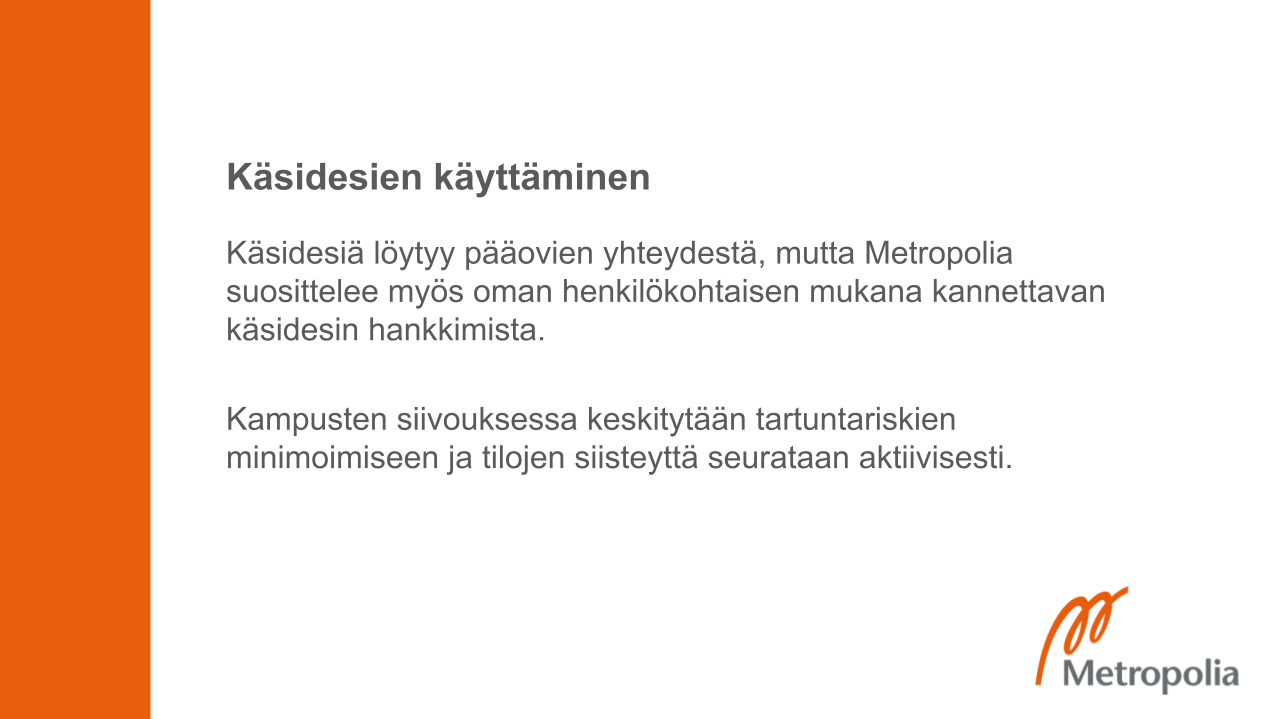 Käsidesien käyttäminen
Käsidesiä löytyy pääovien yhteydestä, mutta Metropolia
suosittelee myös oman henkilökohtaisen mukana kannettavan
käsidesin hankkimista.
Kampusten siivouksessa keskitytään tartuntariskien
minimoimiseen ja tilojen siisteyttä seurataan aktiivisesti.
Metropolia